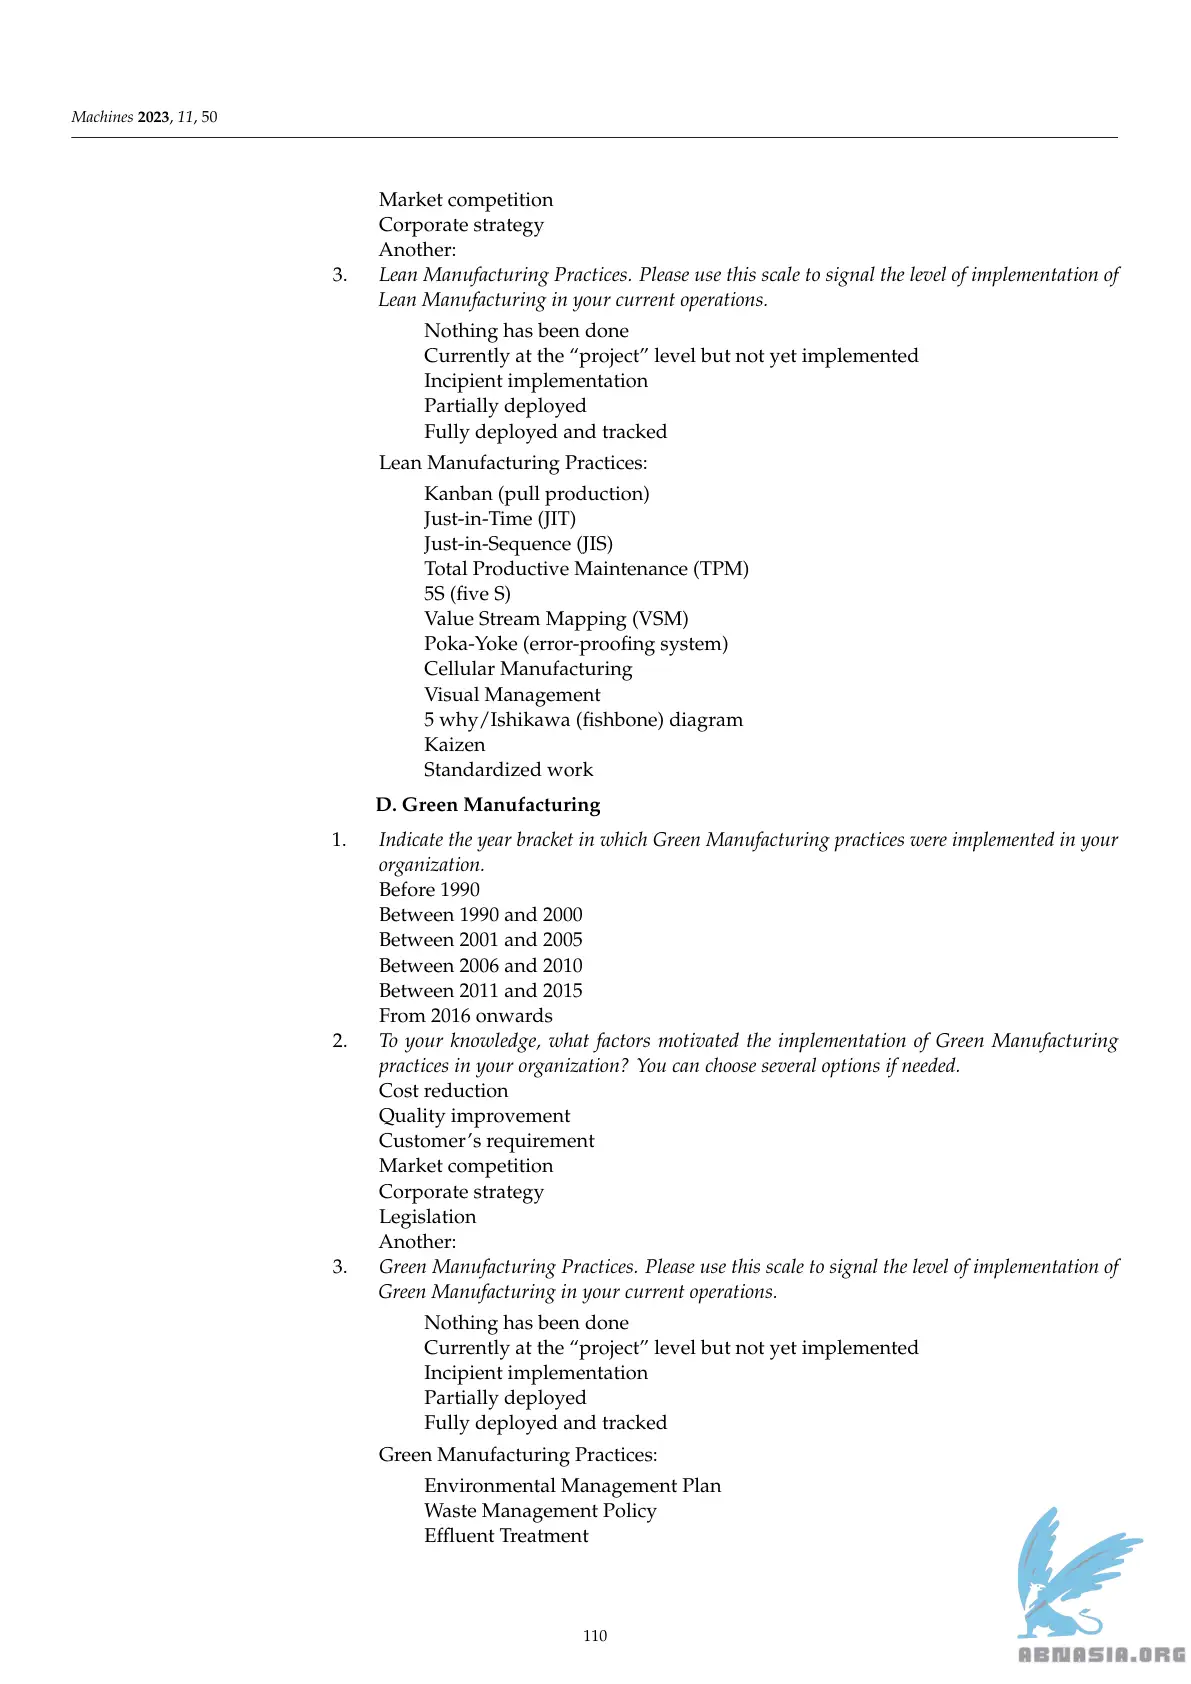 Machines 2023, 11, 50
Market competition
Corporate strategy
Another:
3. Lean Manufacturing Practices. Please use this scale to signal the level of implementation of
Lean Manufacturing in your current operations.
Nothing has been done
Currently at the “project” level but not yet implemented
Incipient implementation
Partially deployed
Fully deployed and tracked
Lean Manufacturing Practices:
Kanban (pull production)
Just-in-Time (JIT)
Just-in-Sequence (JIS)
Total Productive Maintenance (TPM)
5S (five S)
Value Stream Mapping (VSM)
Poka-Yoke (error-proofing system)
Cellular Manufacturing
Visual Management
5 why/Ishikawa (fishbone) diagram
Kaizen
Standardized work
D. Green Manufacturing
1. Indicate the year bracket in which Green Manufacturing practices were implemented in your
organization.
Before 1990
Between 1990 and 2000
Between 2001 and 2005
Between 2006 and 2010
Between 2011 and 2015
From 2016 onwards
2. To your knowledge, what factors motivated the implementation of Green Manufacturing
practices in your organization? You can choose several options if needed.
Cost reduction
Quality improvement
Customer’s requirement
Market competition
Corporate strategy
Legislation
Another:
3. Green Manufacturing Practices. Please use this scale to signal the level of implementation of
Green Manufacturing in your current operations.
Nothing has been done
Currently at the “project” level but not yet implemented
Incipient implementation
Partially deployed
Fully deployed and tracked
Green Manufacturing Practices:
Environmental Management Plan
Waste Management Policy
Effluent Treatment
110
ABNASIA.ORG